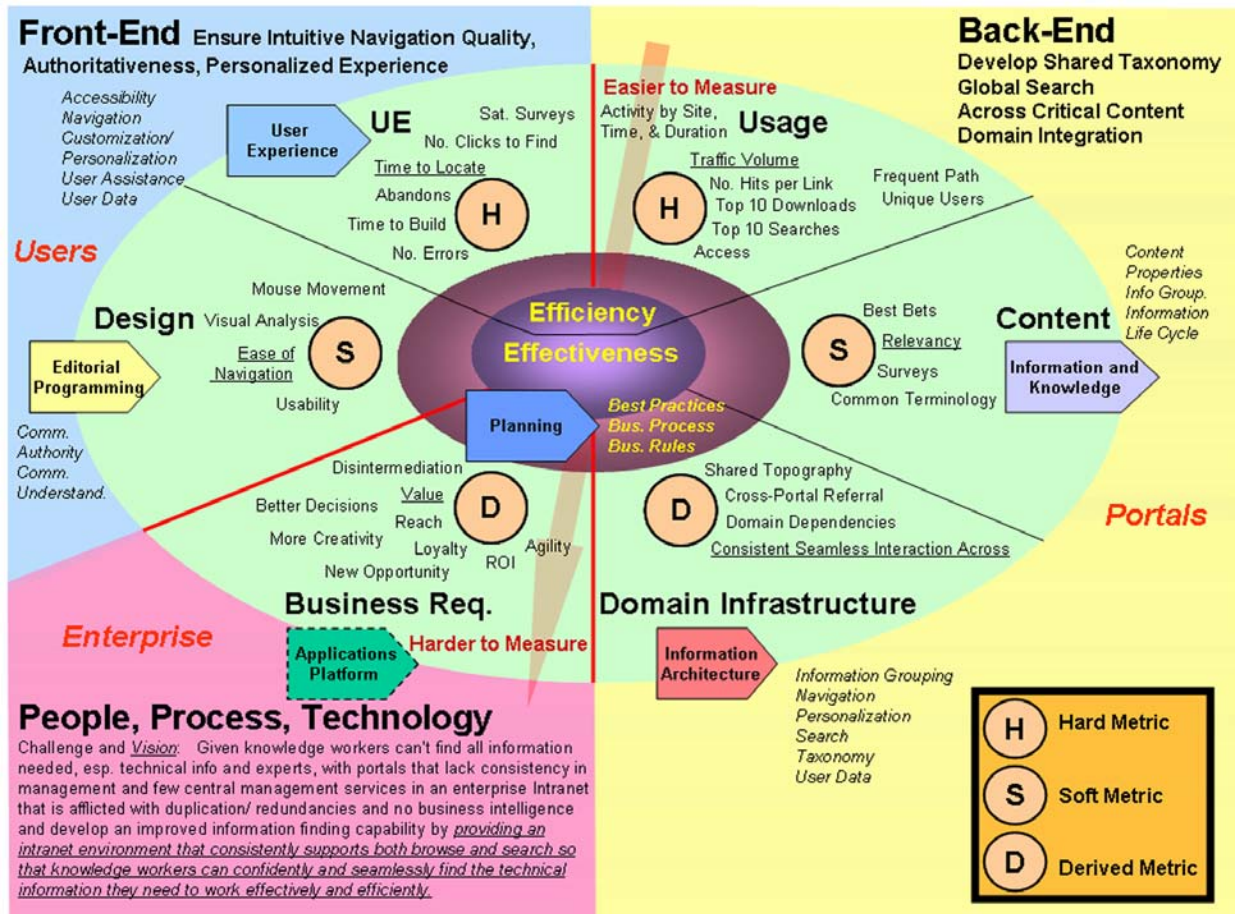 Front-End Ensure Intuitive Navigation Quality,
Authoritativeness, Personalized Experience
Accessibility
Navigation
Customization/
Personalization
User Assistance
User Data
User
Experience
UE
Sat. Surveys
No. Clicks to Find
Time to Locate
Abandons
Time to Build
No. Errors
H
Easier to Measure
Activity by Site,
Time, & Duration
Usage
Traffic Volume
No. Hits per Link
Top 10 Downloads
Top 10 Searches
Access
H
Frequent Path
Unique Users
Back-End
Develop Shared Taxonomy
Global Search
Across Critical Content
Domain Integration
Users
Design
Mouse Movement
Visual Analysis
Ease of
Navigation
Usability
S
Editorial
Programming
Comm.
Authority
Comm.
Understand.
Efficiency
Effectiveness
Planning
Best Practices
Bus. Process
Bus. Rules
S
Best Bets
Relevancy
Surveys
Common Terminology
Content
Information and
Knowledge
Content
Properties
Info Group.
Information
Life Cycle
Disintermediation
Value
Better Decisions
Reach
More Creativity
Loyalty
New Opportunity
ROI
Agility
D
Business Req.
Applications
Platform
Harder to Measure
Enterprise
Shared Topography
Cross-Portal Referral
Domain Dependencies
Consistent Seamless Interaction Across
D
Domain Infrastructure
Information
Architecture
Information Grouping
Navigation
Personalization
Search
Taxonomy
User Data
Portals
People, Process, Technology
Challenge and Vision: Given knowledge workers can't find all information
needed, esp. technical info and experts, with portals that lack consistency in
management and few central management services in an enterprise Intranet
that is afflicted with duplication/ redundancies and no business intelligence
and develop an improved information finding capability by providing an
intranet environment that consistently supports both browse and search so
that knowledge workers can confidently and seamlessly find the technical
information they need to work effectively and efficiently.
H Hard Metric
S Soft Metric
D Derived Metric